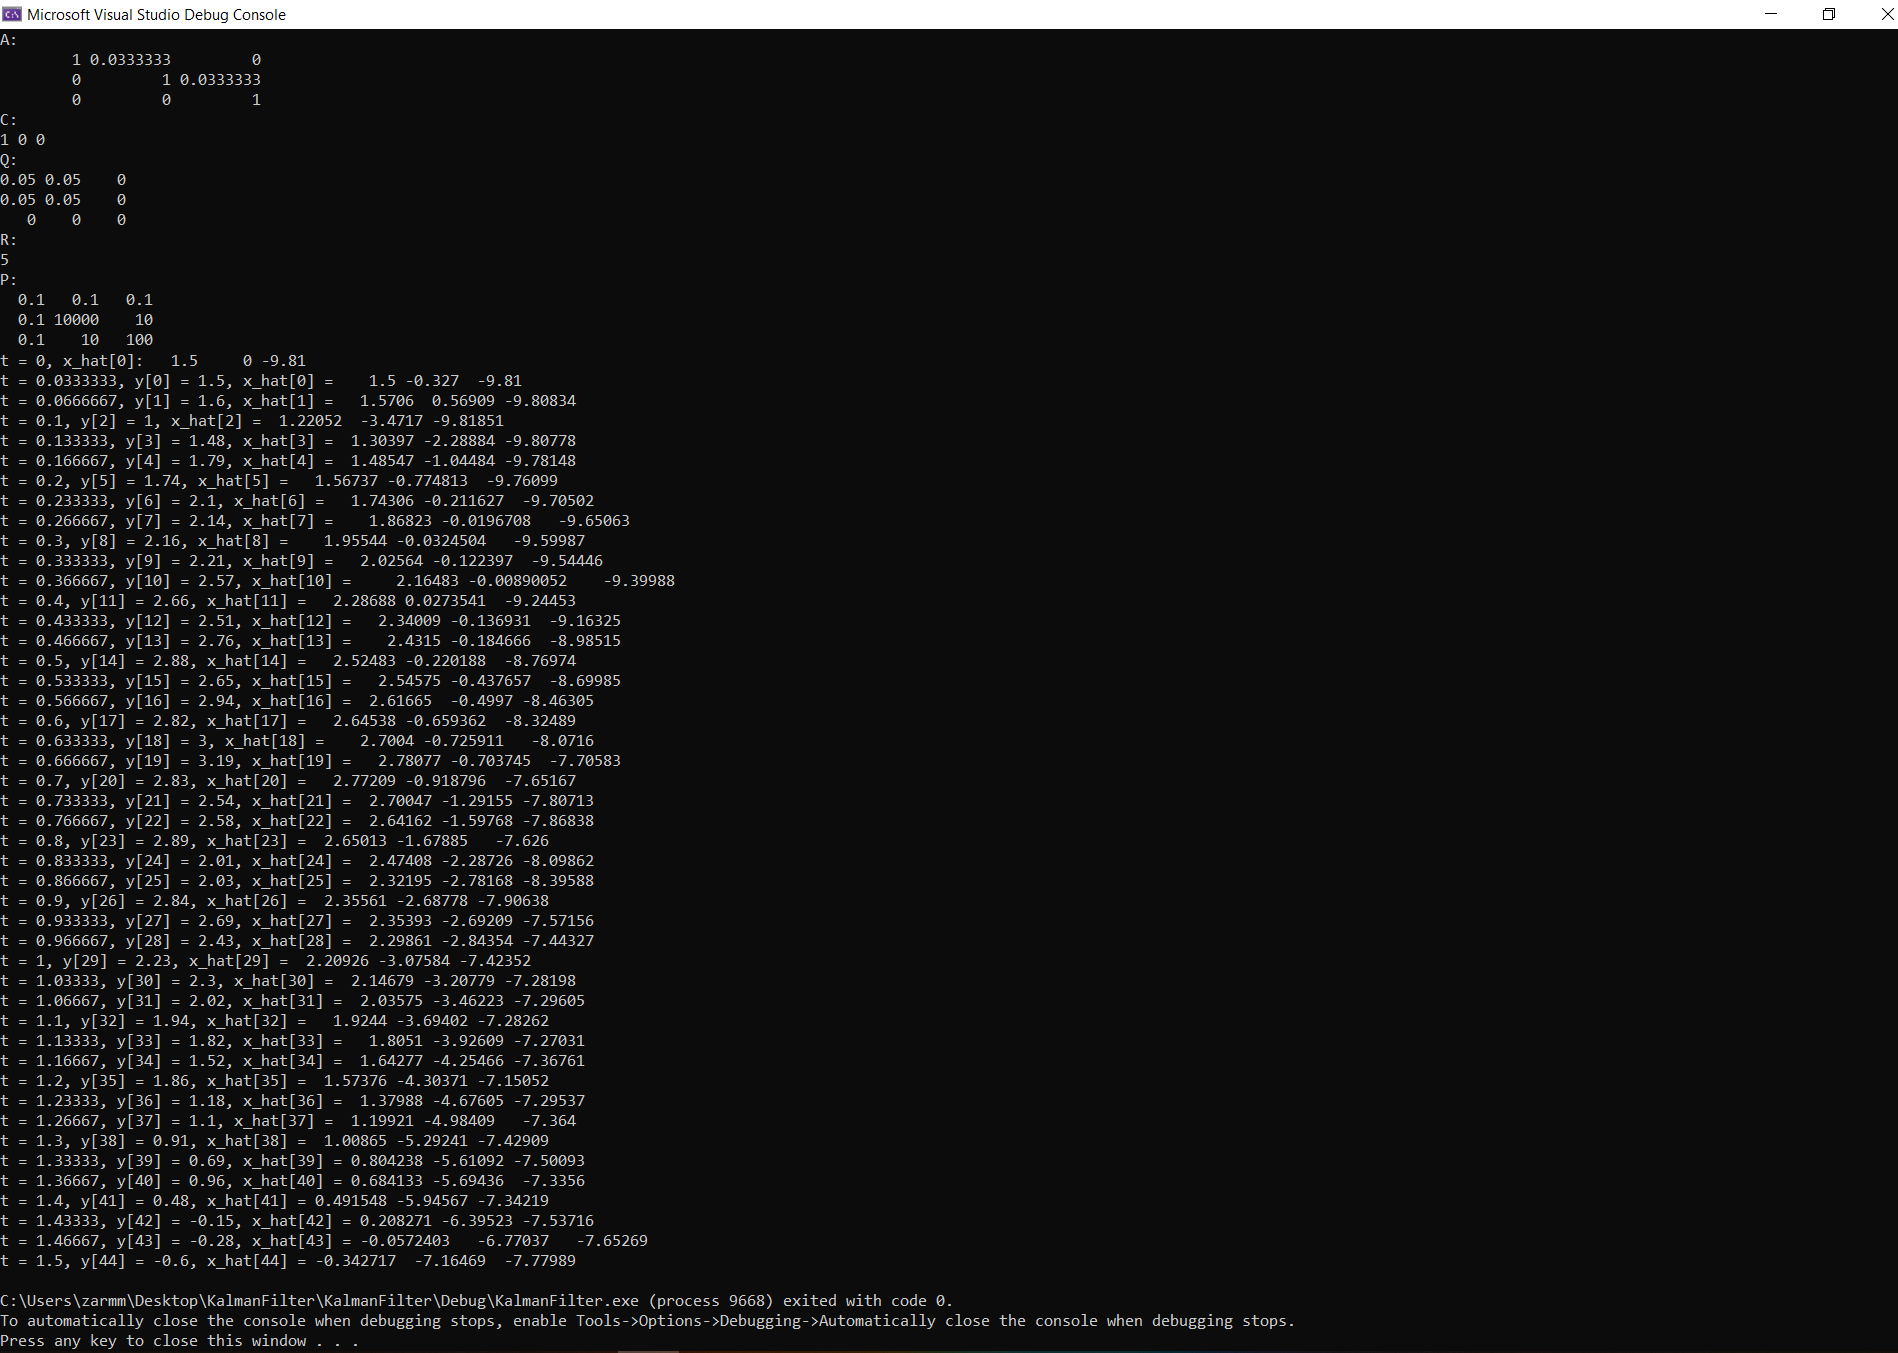 Microsoft Visual Studio Debug Console
A:
        1 0.0333333         0
        0         1 0.0333333
        0         0         1
C:
1 0 0
Q:
0.05 0.05    0
0.05 0.05    0
   0    0    0
R:
5
P:
  0.1   0.1   0.1
  0.1 10000    10
  0.1    10   100
t = 0, x_hat[0]:   1.5     0 -9.81
t = 0.0333333, y[0] = 1.5, x_hat[0] =    1.5 -0.327  -9.81
t = 0.0666667, y[1] = 1.6, x_hat[1] =   1.5706  0.56909 -9.80834
t = 0.1, y[2] = 1, x_hat[2] =  1.22052  -3.4717 -9.81851
t = 0.133333, y[3] = 1.48, x_hat[3] =  1.30397 -2.28884 -9.80778
t = 0.166667, y[4] = 1.79, x_hat[4] =  1.48547 -1.04484 -9.78148
t = 0.2, y[5] = 1.74, x_hat[5] =   1.56737 -0.774813  -9.76099
t = 0.233333, y[6] = 2.1, x_hat[6] =   1.74306 -0.211627  -9.70502
t = 0.266667, y[7] = 2.14, x_hat[7] =    1.86823 -0.0196708   -9.65063
t = 0.3, y[8] = 2.16, x_hat[8] =    1.95544 -0.0324504   -9.59987
t = 0.333333, y[9] = 2.21, x_hat[9] =   2.02564 -0.122397  -9.54446
t = 0.366667, y[10] = 2.57, x_hat[10] =     2.16483 -0.00890052    -9.39988
t = 0.4, y[11] = 2.66, x_hat[11] =   2.28688 0.0273541  -9.24453
t = 0.433333, y[12] = 2.51, x_hat[12] =   2.34009 -0.136931  -9.16325
t = 0.466667, y[13] = 2.76, x_hat[13] =    2.4315 -0.184666  -8.98515
t = 0.5, y[14] = 2.88, x_hat[14] =   2.52483 -0.220188  -8.76974
t = 0.533333, y[15] = 2.65, x_hat[15] =   2.54575 -0.437657  -8.69985
t = 0.566667, y[16] = 2.94, x_hat[16] =  2.61665  -0.4997 -8.46305
t = 0.6, y[17] = 2.82, x_hat[17] =   2.64538 -0.659362  -8.32489
t = 0.633333, y[18] = 3, x_hat[18] =    2.7004 -0.725911   -8.0716
t = 0.666667, y[19] = 3.19, x_hat[19] =   2.78077 -0.703745  -7.70583
t = 0.7, y[20] = 2.83, x_hat[20] =   2.77209 -0.918796  -7.65167
t = 0.733333, y[21] = 2.54, x_hat[21] =  2.70047 -1.29155 -7.80713
t = 0.766667, y[22] = 2.58, x_hat[22] =  2.64162 -1.59768 -7.86838
t = 0.8, y[23] = 2.89, x_hat[23] =  2.65013 -1.67885   -7.626
t = 0.833333, y[24] = 2.01, x_hat[24] =  2.47408 -2.28726 -8.09862
t = 0.866667, y[25] = 2.03, x_hat[25] =  2.32195 -2.78168 -8.39588
t = 0.9, y[26] = 2.84, x_hat[26] =  2.35561 -2.68778 -7.90638
t = 0.933333, y[27] = 2.69, x_hat[27] =  2.35393 -2.69209 -7.57156
t = 0.966667, y[28] = 2.43, x_hat[28] =  2.29861 -2.84354 -7.44327
t = 1, y[29] = 2.23, x_hat[29] =  2.20926 -3.07584 -7.42352
t = 1.03333, y[30] = 2.3, x_hat[30] =  2.14679 -3.20779 -7.28198
t = 1.06667, y[31] = 2.02, x_hat[31] =  2.03575 -3.46223 -7.29605
t = 1.1, y[32] = 1.94, x_hat[32] =   1.9244 -3.69402 -7.28262
t = 1.13333, y[33] = 1.82, x_hat[33] =   1.8051 -3.92609 -7.27031
t = 1.16667, y[34] = 1.52, x_hat[34] =  1.64277 -4.25466 -7.36761
t = 1.2, y[35] = 1.86, x_hat[35] =  1.57376 -4.30371 -7.15052
t = 1.23333, y[36] = 1.18, x_hat[36] =  1.37988 -4.67605 -7.29537
t = 1.26667, y[37] = 1.1, x_hat[37] =  1.19921 -4.98409   -7.364
t = 1.3, y[38] = 0.91, x_hat[38] =  1.00865 -5.29241 -7.42909
t = 1.33333, y[39] = 0.69, x_hat[39] = 0.804238 -5.61092 -7.50093
t = 1.36667, y[40] = 0.96, x_hat[40] = 0.684133 -5.69436  -7.3356
t = 1.4, y[41] = 0.48, x_hat[41] = 0.491548 -5.94567 -7.34219
t = 1.43333, y[42] = -0.15, x_hat[42] = 0.208271 -6.39523 -7.53716
t = 1.46667, y[43] = -0.28, x_hat[43] = -0.0572403   -6.77037   -7.65269
t = 1.5, y[44] = -0.6, x_hat[44] = -0.342717  -7.16469  -7.77989
C:\Users\zarmm\Desktop\KalmanFilter\KalmanFilter\Debug\KalmanFilter.exe (process 9668) exited with code 0.
To automatically close the console when debugging stops, enable Tools->Options->Debugging->Automatically close the console when debugging stops.
Press any key to close this window . . .